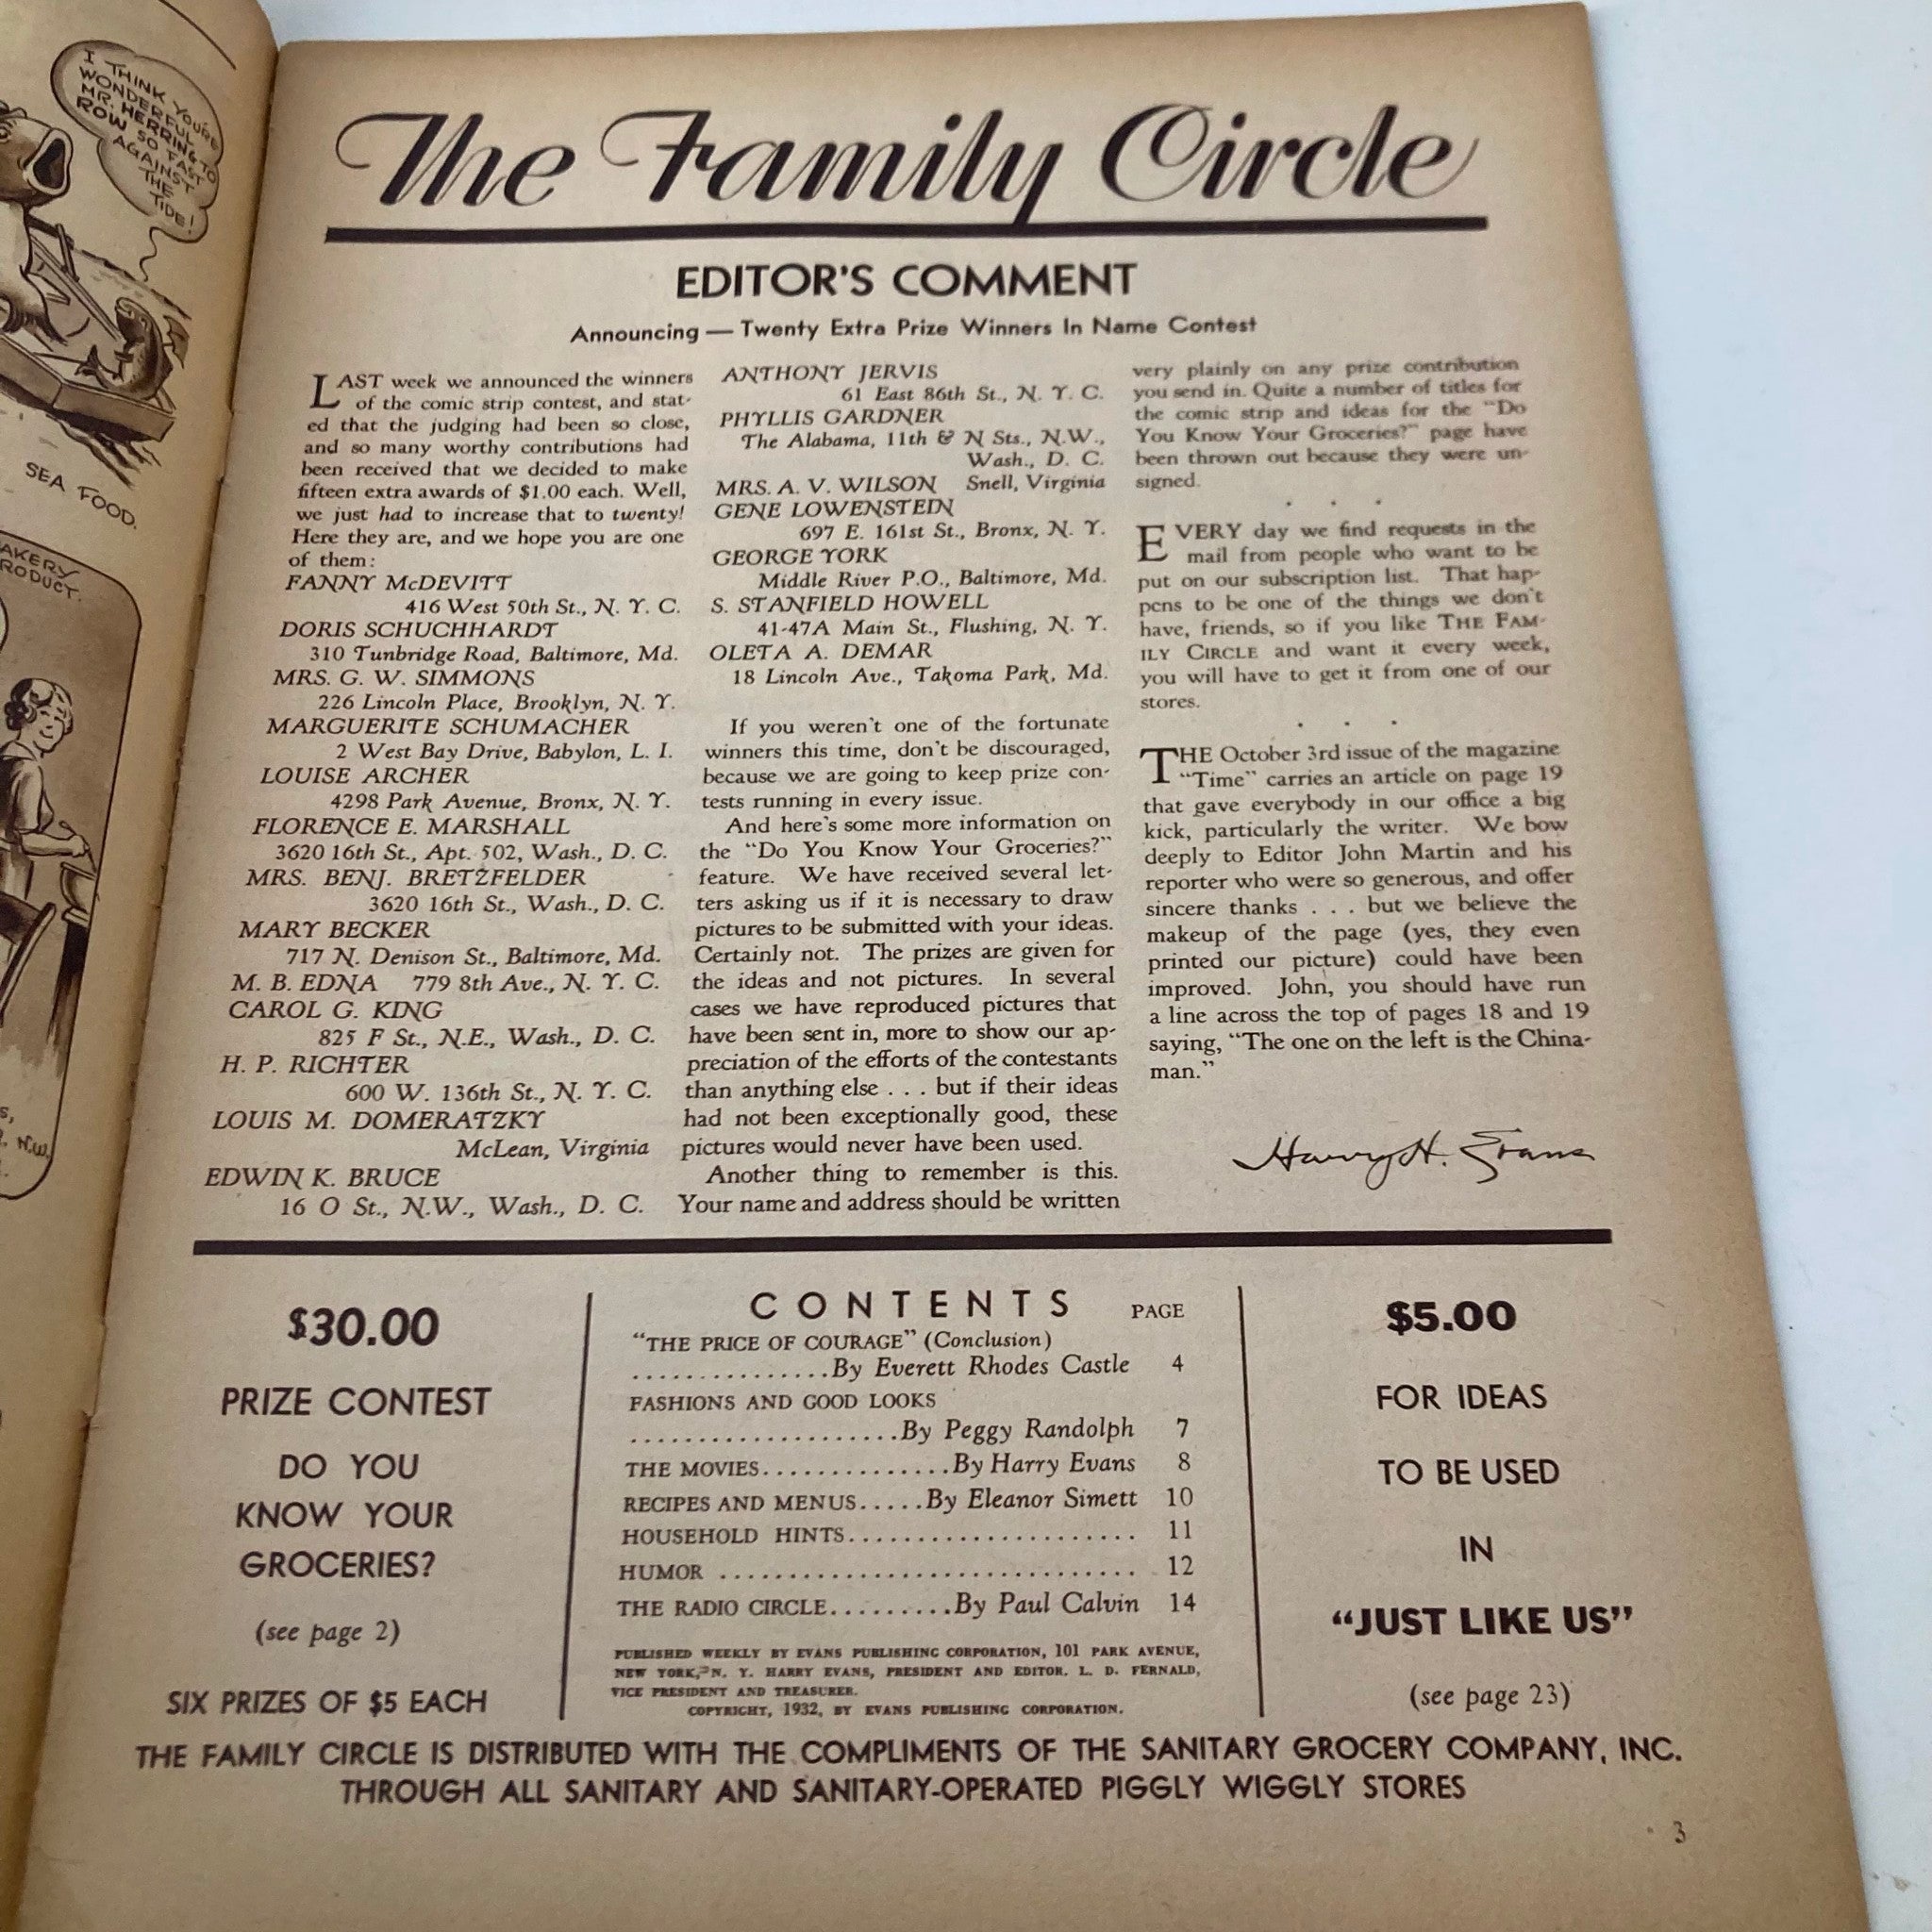 I THINK YOU'RE
WONDERFUL
MR. HERRING TO
ROW SO FAST
AGAINST
THE
TIDE!
SEA FOOD.
PRODUCT.
N.W.
The Family Circle
EDITOR'S COMMENT
Announcing — Twenty Extra Prize Winners In Name Contest
LAST week we announced the winners
of the comic strip contest, and stat-
ed that the judging had been so close,
and so many worthy contributions had
been received that we decided to make
fifteen extra awards of $1.00 each. Well,
we just had to increase that to twenty!
Here they are, and we hope you are one
of them:
FANNY McDEVITT
416 West 50th St., N. Y. C.
DORIS SCHUCHHARDT
310 Tunbridge Road, Baltimore, Md.
MRS. G. W. SIMMONS
226 Lincoln Place, Brooklyn, N. Y.
MARGUERITE SCHUMACHER
2 West Bay Drive, Babylon, L. I.
LOUISE ARCHER
4298 Park Avenue, Bronx, N. Y.
FLORENCE E. MARSHALL
3620 16th St., Apt. 502, Wash., D. C.
MRS. BENJ. BRETZFELDER
3620 16th St., Wash., D. C.
MARY BECKER
717 N. Denison St., Baltimore, Md.
M. B. EDNA 779 8th Ave., N. Y. C.
CAROL G. KING
825 F St., N.E., Wash., D. C.
H. P. RICHTER
600 W. 136th St., N. Y. C.
LOUIS M. DOMERATZKY
McLean, Virginia
EDWIN K. BRUCE
16 O St., N.W., Wash., D. C.
ANTHONY JERVIS
61 East 86th St., N. Y. C.
PHYLLIS GARDNER
The Alabama, 11th & N Sts., N.W.,
Wash., D. C.
MRS. A. V. WILSON Snell, Virginia
GENE LOWENSTEIN
697 E. 161st St., Bronx, N. Y.
GEORGE YORK
Middle River P.O., Baltimore, Md.
S. STANFIELD HOWELL
41-47A Main St., Flushing, N. Y.
OLETA A. DEMAR
18 Lincoln Ave., Takoma Park, Md.
If you weren't one of the fortunate
winners this time, don't be discouraged,
because we are going to keep prize con-
tests running in every issue.
And here's some more information on
the "Do You Know Your Groceries?"
feature. We have received several let-
ters asking us if it is necessary to draw
pictures to be submitted with your ideas.
Certainly not. The prizes are given for
the ideas and not pictures. In several
cases we have reproduced pictures that
have been sent in, more to show our ap-
preciation of the efforts of the contestants
than anything else . . . but if their ideas
had not been exceptionally good, these
pictures would never have been used.
Another thing to remember is this.
Your name and address should be written
very plainly on any prize contribution
you send in. Quite a number of titles for
the comic strip and ideas for the "Do
You Know Your Groceries?" page have
been thrown out because they were un-
signed.
. . .
EVERY day we find requests in the
mail from people who want to be
put on our subscription list. That hap-
pens to be one of the things we don't
have, friends, so if you like THE FAM-
ILY CIRCLE and want it every week,
you will have to get it from one of our
stores.
. . .
THE October 3rd issue of the magazine
"Time" carries an article on page 19
that gave everybody in our office a big
kick, particularly the writer. We bow
deeply to Editor John Martin and his
reporter who were so generous, and offer
sincere thanks . . . but we believe the
makeup of the page (yes, they even
printed our picture) could have been
improved. John, you should have run
a line across the top of pages 18 and 19
saying, "The one on the left is the China-
man."
Harry H. Evans
$30.00
PRIZE CONTEST
DO YOU
KNOW YOUR
GROCERIES?
(see page 2)
SIX PRIZES OF $5 EACH
CONTENTS PAGE
"THE PRICE OF COURAGE" (Conclusion)
...............By Everett Rhodes Castle 4
FASHIONS AND GOOD LOOKS
....................By Peggy Randolph 7
THE MOVIES..............By Harry Evans 8
RECIPES AND MENUS.....By Eleanor Simett 10
HOUSEHOLD HINTS...................... 11
HUMOR ............................... 12
THE RADIO CIRCLE.........By Paul Calvin 14
PUBLISHED WEEKLY BY EVANS PUBLISHING CORPORATION, 101 PARK AVENUE,
NEW YORK, N. Y. HARRY EVANS, PRESIDENT AND EDITOR. L. D. FERNALD,
VICE PRESIDENT AND TREASURER.
COPYRIGHT, 1932, BY EVANS PUBLISHING CORPORATION.
$5.00
FOR IDEAS
TO BE USED
IN
"JUST LIKE US"
(see page 23)
THE FAMILY CIRCLE IS DISTRIBUTED WITH THE COMPLIMENTS OF THE SANITARY GROCERY COMPANY, INC.
THROUGH ALL SANITARY AND SANITARY-OPERATED PIGGLY WIGGLY STORES
3